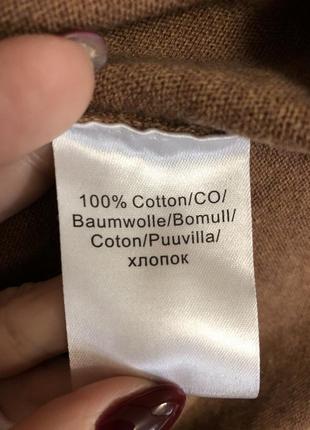 100% Cotton/CO/
Baumwolle/Bomull/
Coton/Puuvilla/
хлопок